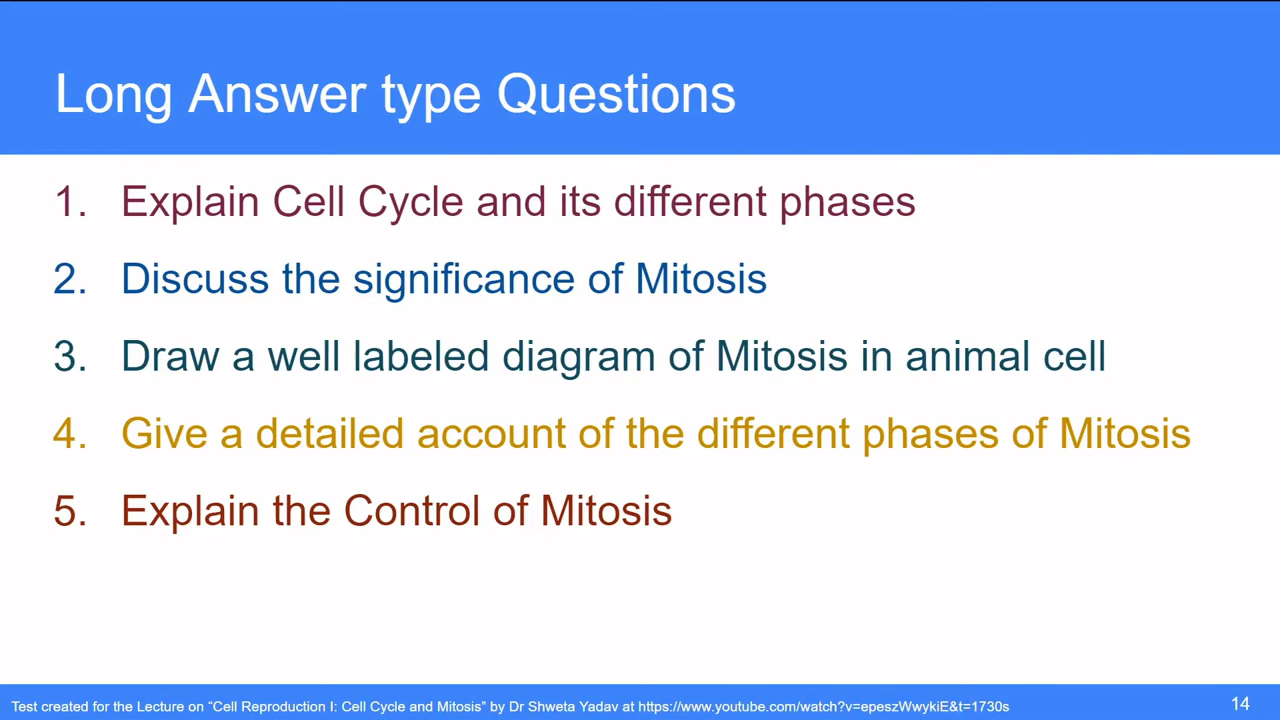 Long Answer type Questions
1. Explain Cell Cycle and its different phases
2. Discuss the significance of Mitosis
3. Draw a well labeled diagram of Mitosis in animal cell
4. Give a detailed account of the different phases of Mitosis
5. Explain the Control of Mitosis
Test created for the Lecture on “Cell Reproduction I: Cell Cycle and Mitosis” by Dr Shweta Yadav at https://www.youtube.com/watch?v=epeszWwykiE&t=1730s
14